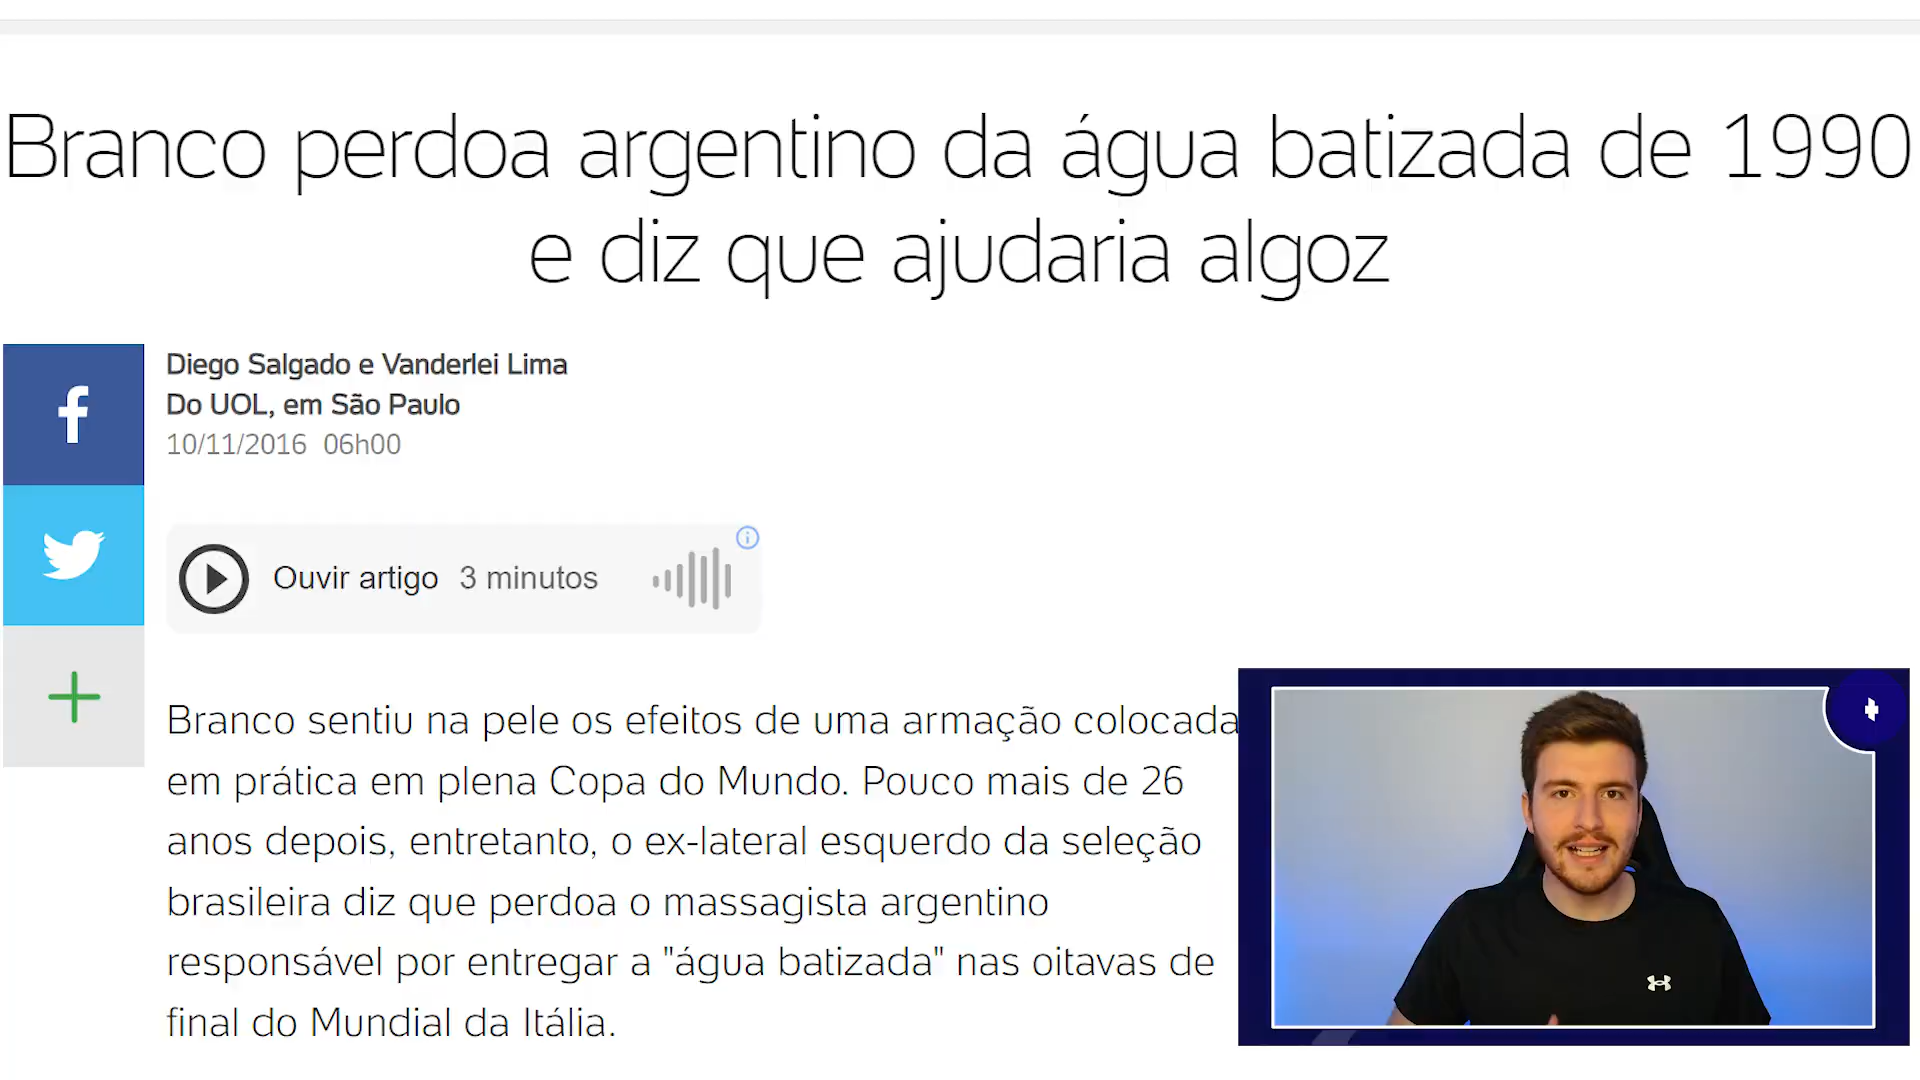 Branco perdoa argentino da água batizada de 1990
e diz que ajudaria algoz
Diego Salgado e Vanderlei Lima
Do UOL, em São Paulo
10/11/2016 06h00
Ouvir artigo 3 minutos
Branco sentiu na pele os efeitos de uma armação colocada
em prática em plena Copa do Mundo. Pouco mais de 26
anos depois, entretanto, o ex-lateral esquerdo da seleção
brasileira diz que perdoa o massagista argentino
responsável por entregar a "água batizada" nas oitavas de
final do Mundial da Itália.